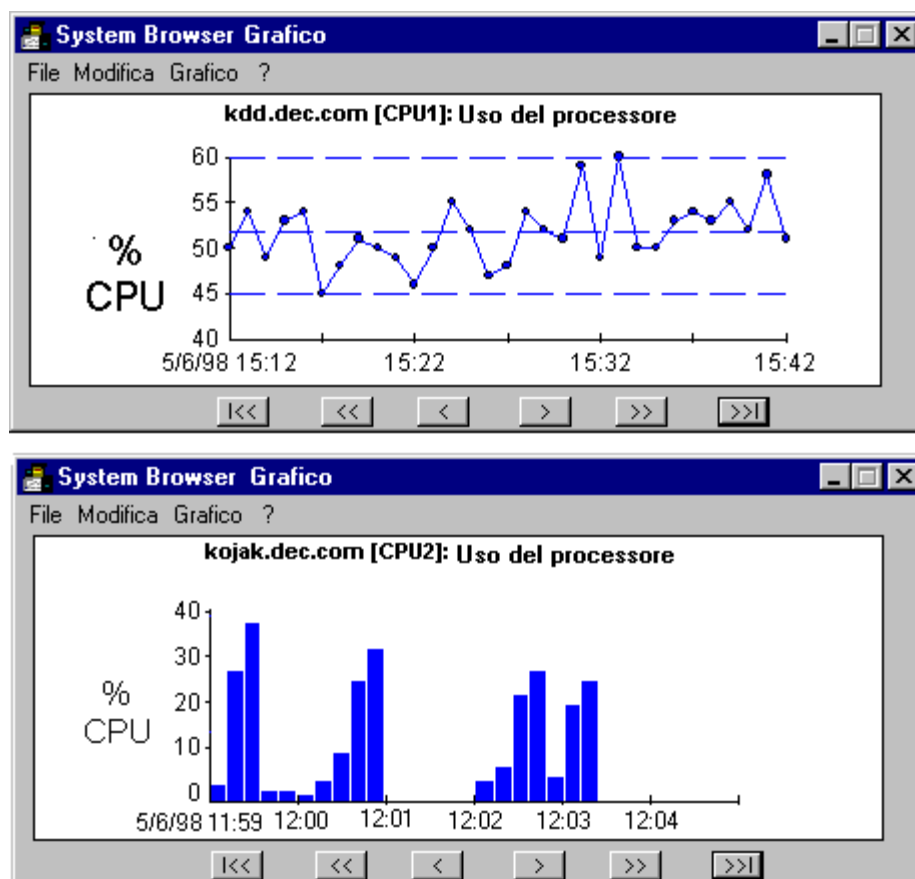 System Browser Grafico
File Modifica Grafico ?
kdd.dec.com [CPU1]: Uso del processore
60
55
50
45
40
% CPU
5/6/98 15:12 15:22 15:32 15:42
I<< << < > >> >>I
System Browser Grafico
File Modifica Grafico ?
kojak.dec.com [CPU2]: Uso del processore
40
30
20
10
0
% CPU
5/6/98 11:59 12:00 12:01 12:02 12:03 12:04
I<< << < > >> >>I